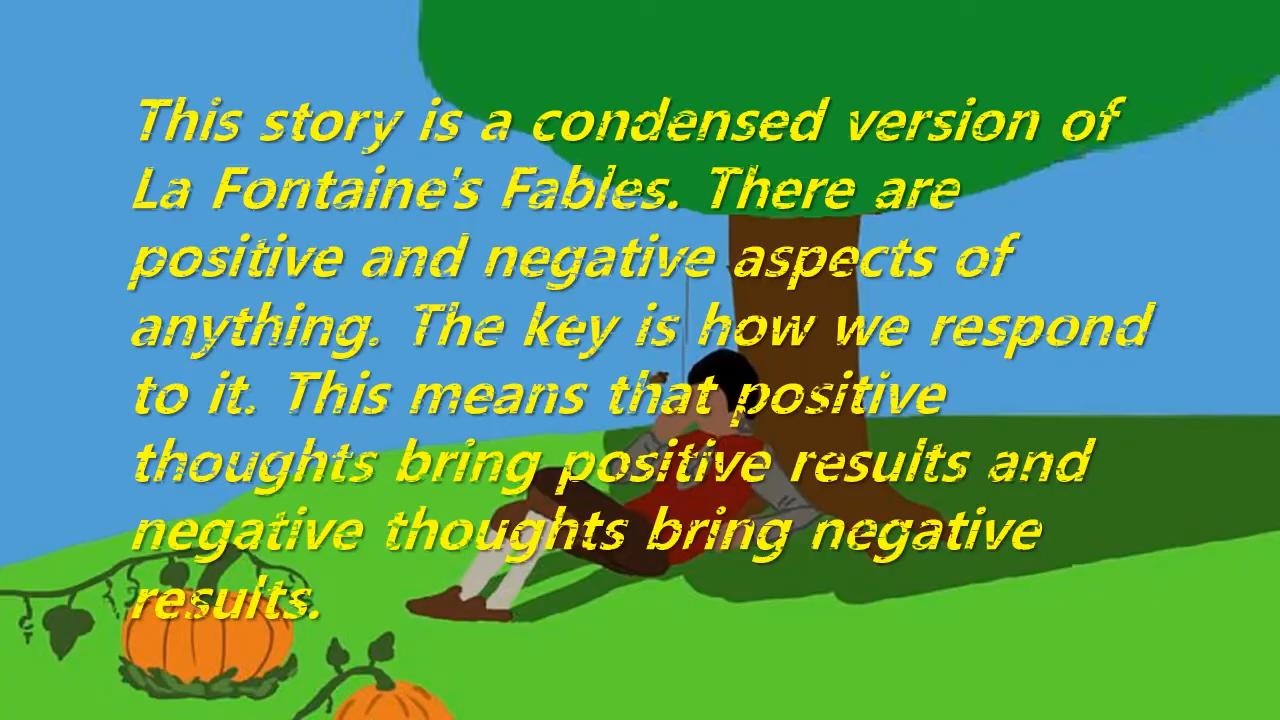 This story is a condensed version of
La Fontaine's Fables. There are
positive and negative aspects of
anything. The key is how we respond
to it. This means that positive
thoughts bring positive results and
negative thoughts bring negative
results.